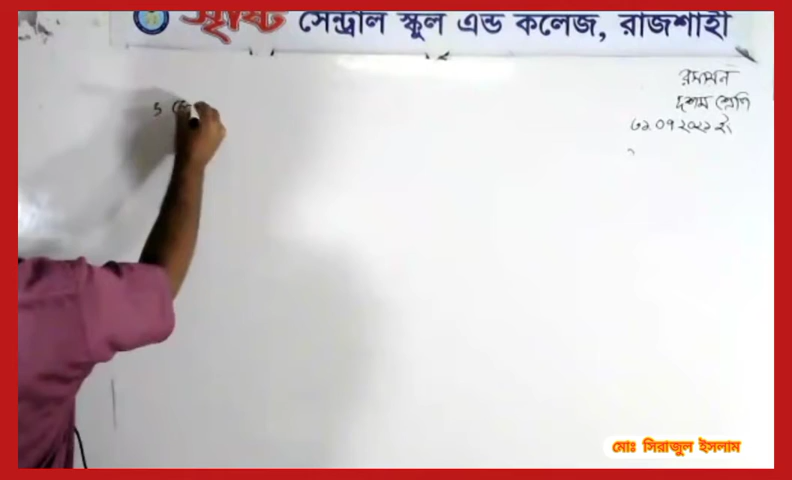 সৃষ্টি সেন্ট্রাল স্কুল এন্ড কলেজ, রাজশাহী
রসায়ন
দশম শ্রেণি
মোঃ সিরাজুল ইসলাম